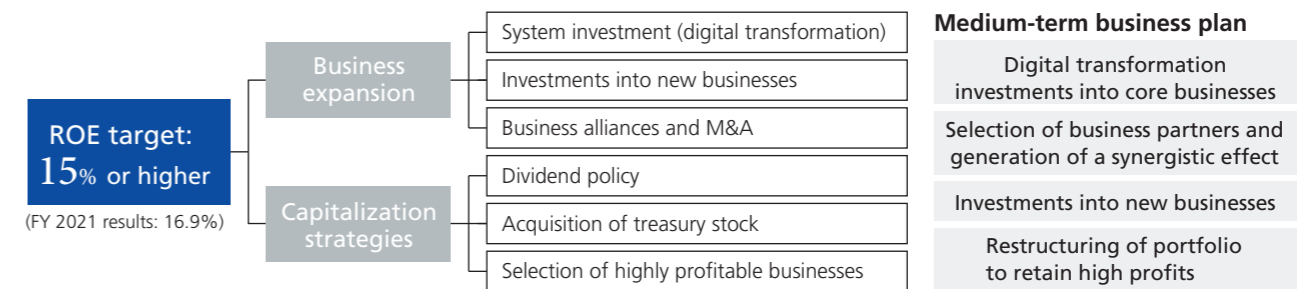 ROE target:
15% or higher
(FY 2021 results: 16.9%)
Business
expansion
System investment (digital transformation)
Investments into new businesses
Business alliances and M&A
Capitalization
strategies
Dividend policy
Acquisition of treasury stock
Selection of highly profitable businesses
Medium-term business plan
Digital transformation
investments into core businesses
Selection of business partners and
generation of a synergistic effect
Investments into new businesses
Restructuring of portfolio
to retain high profits